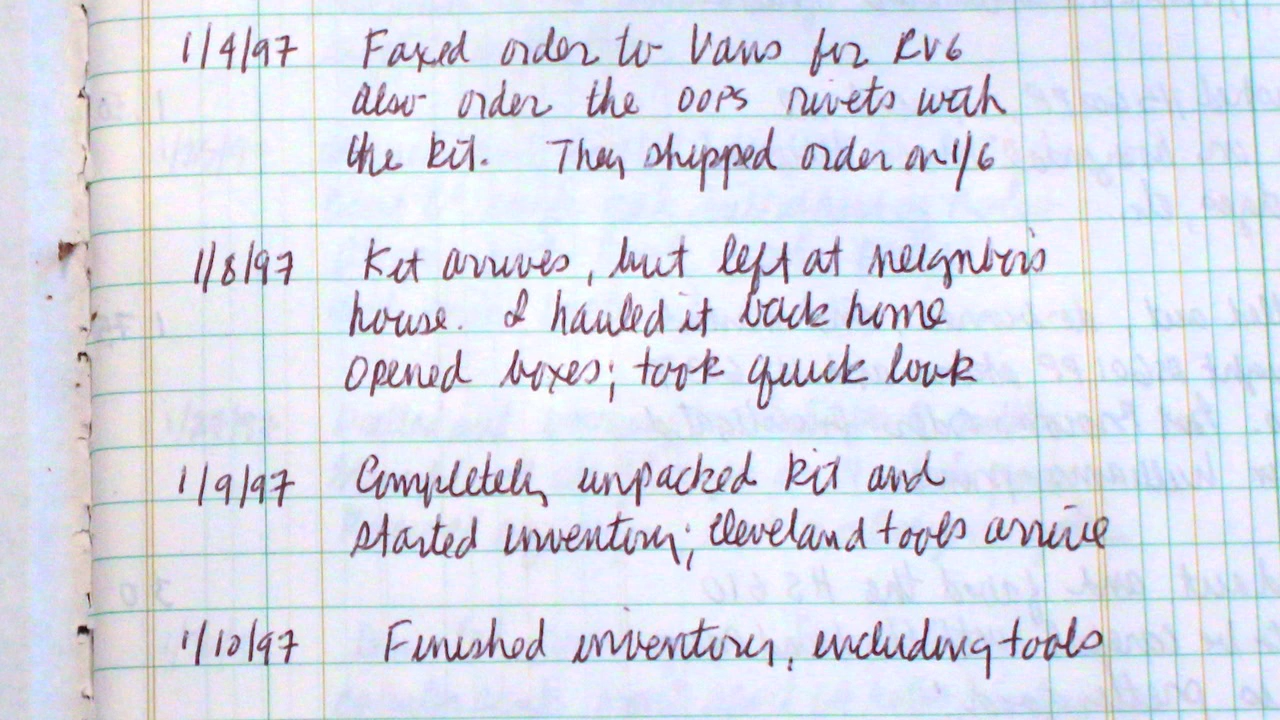 1/4/97 Faxed order to Vans for RV6
also order the OOPS rivets with
the kit. They shipped order on 1/6
1/8/97 Kit arrives, but left at neighbors
house. I hauled it back home
opened boxes; took quick look
1/9/97 Completely unpacked kit and
started inventory; Cleveland tools arrive
1/10/97 Finished inventory, including tools